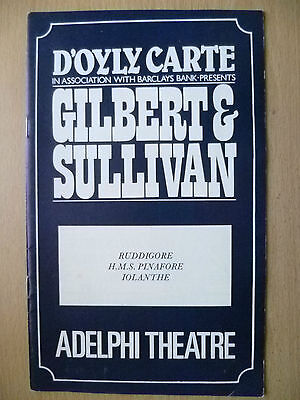 D'OYLY CARTE
IN ASSOCIATION WITH BARCLAYS BANK-PRESENTS
GILBERT &
SULLIVAN
RUDDIGORE
H.M.S. PINAFORE
IOLANTHE
ADELPHI THEATRE